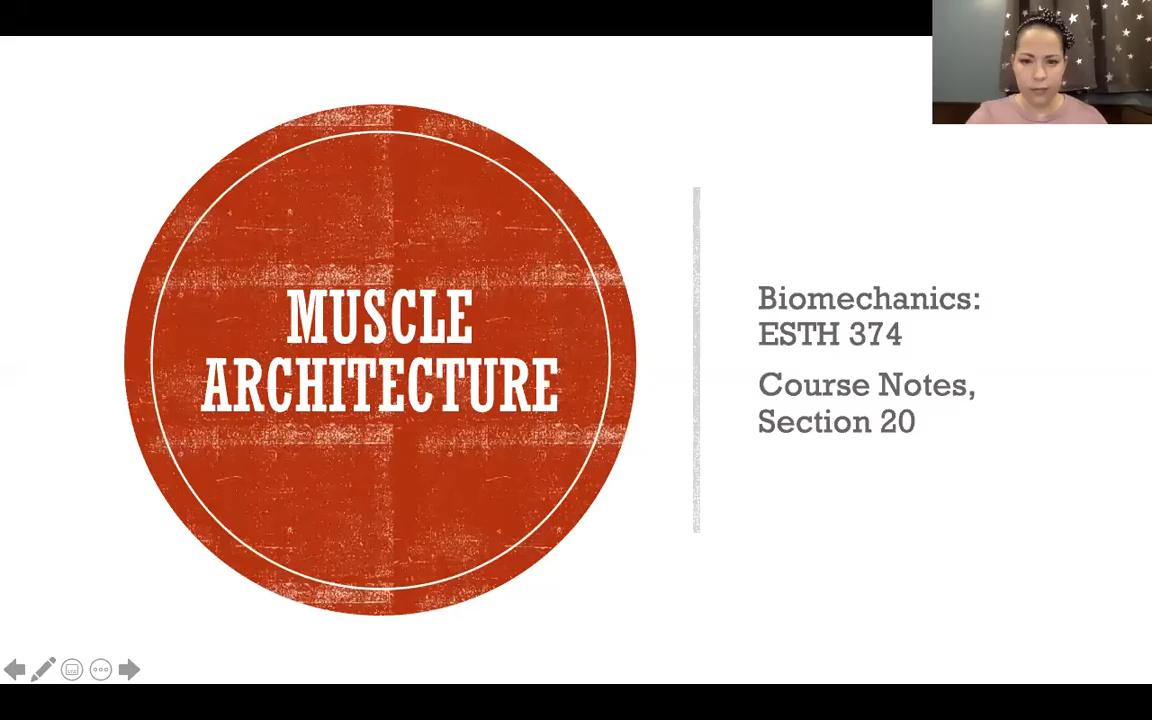 MUSCLE
ARCHITECTURE
Biomechanics:
ESTH 374
Course Notes,
Section 20